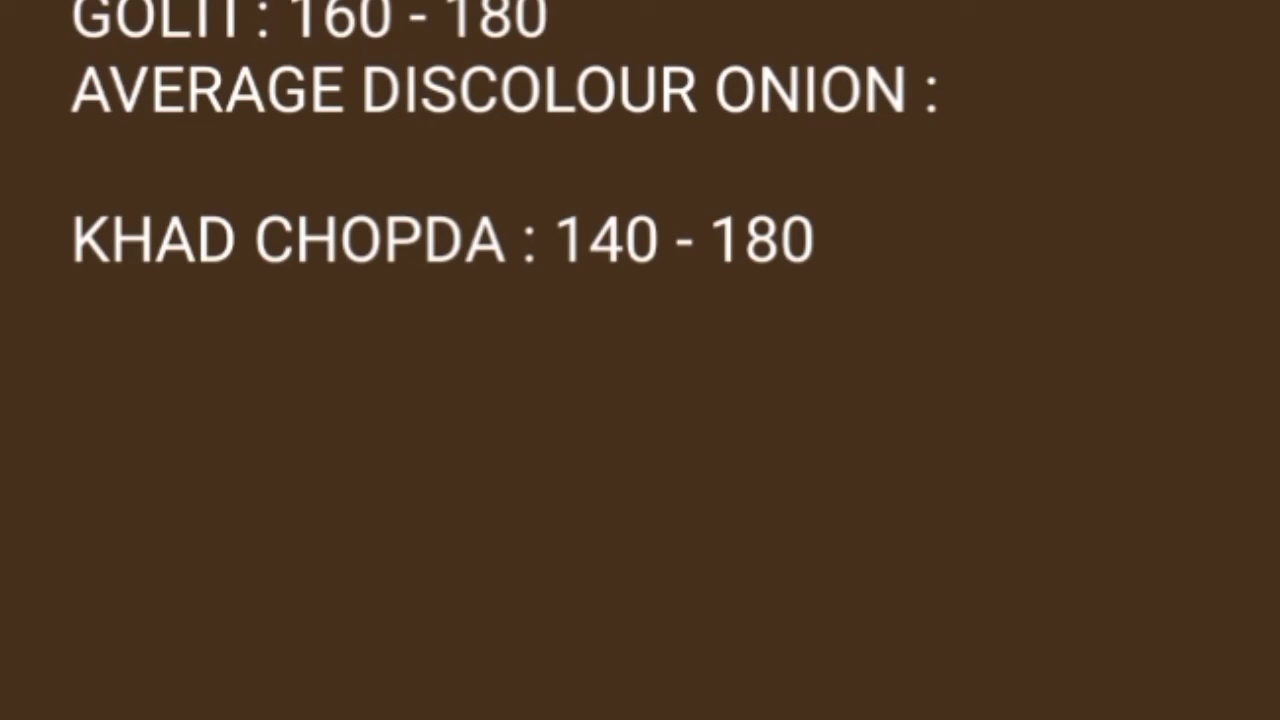 GOLTI : 160 - 180
AVERAGE DISCOLOUR ONION :
KHAD CHOPDA : 140 - 180